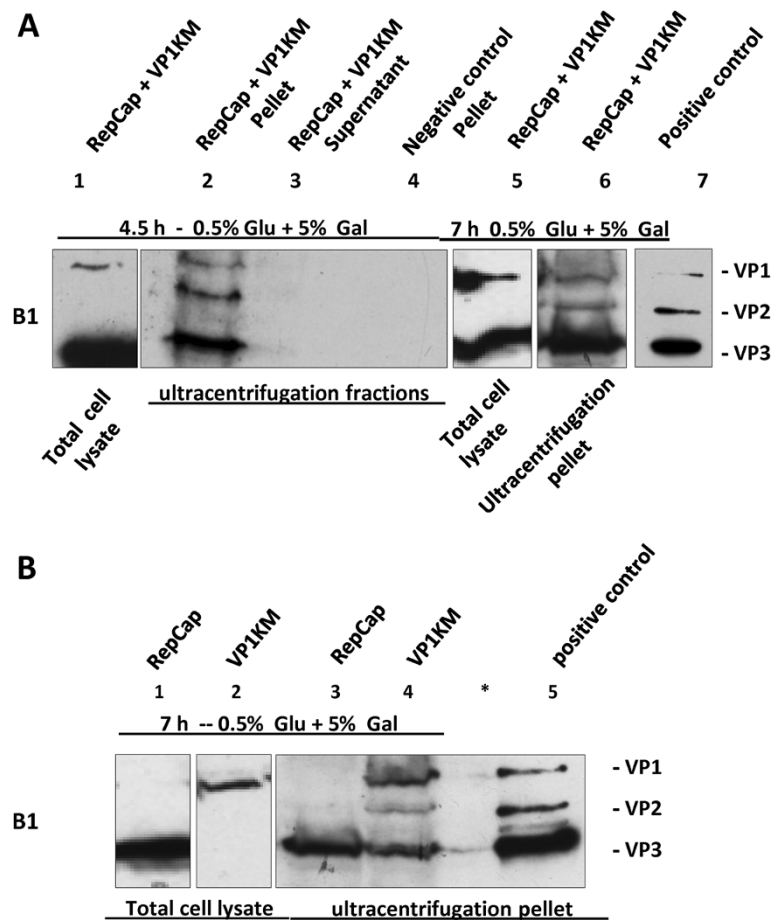 A
RepCap + VP1KM
RepCap + VP1KM
Pellet
RepCap + VP1KM
Supernatant
Negative control
Pellet
RepCap + VP1KM
RepCap + VP1KM
Positive control
1 2 3 4 5 6 7
4.5 h - 0.5% Glu + 5% Gal
7 h 0.5% Glu + 5% Gal
- VP1
B1
- VP2
- VP3
Total cell
lysate
ultracentrifugation fractions
Total cell
lysate
Ultracentrifugation
pellet
B
RepCap
VP1KM
RepCap
VP1KM
positive control
1 2 3 4 * 5
7 h -- 0.5% Glu + 5% Gal
- VP1
- VP2
B1
- VP3
Total cell lysate
ultracentrifugation pellet